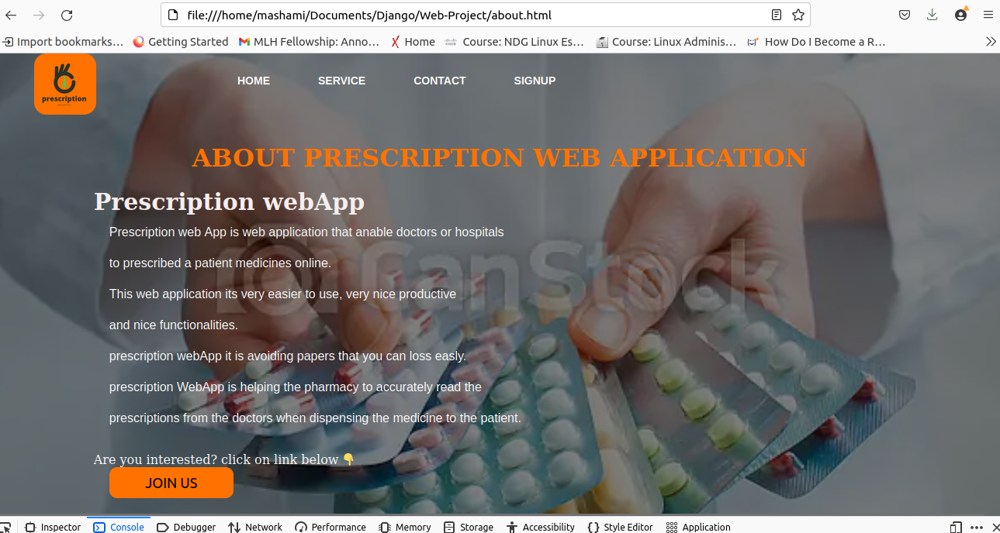 file:///home/mashami/Documents/Django/Web-Project/about.html
Import bookmarks… Getting Started MLH Fellowship: Anno… Home Course: NDG Linux Es… Course: Linux Adminis… How Do I Become a R…
prescription
HOME SERVICE CONTACT SIGNUP
ABOUT PRESCRIPTION WEB APPLICATION
Prescription webApp
Prescription web App is web application that anable doctors or hospitals
to prescribed a patient medicines online.
CanStock
This web application its very easier to use, very nice productive
and nice functionalities.
prescription webApp it is avoiding papers that you can loss easly.
prescription WebApp is helping the pharmacy to accurately read the
prescriptions from the doctors when dispensing the medicine to the patient.
Are you interested? click on link below 👇
JOIN US
Inspector Console Debugger Network Performance Memory Storage Accessibility Style Editor Application